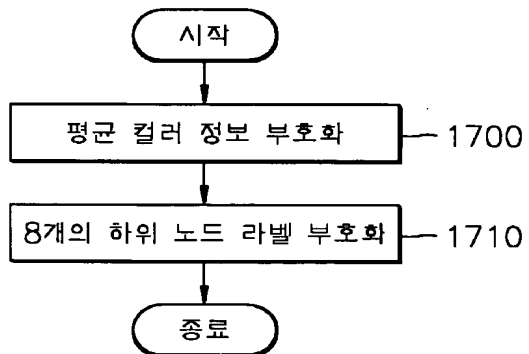 시작
평균 컬러 정보 부호화 1700
8개의 하위 노드 라벨 부호화 1710
종료